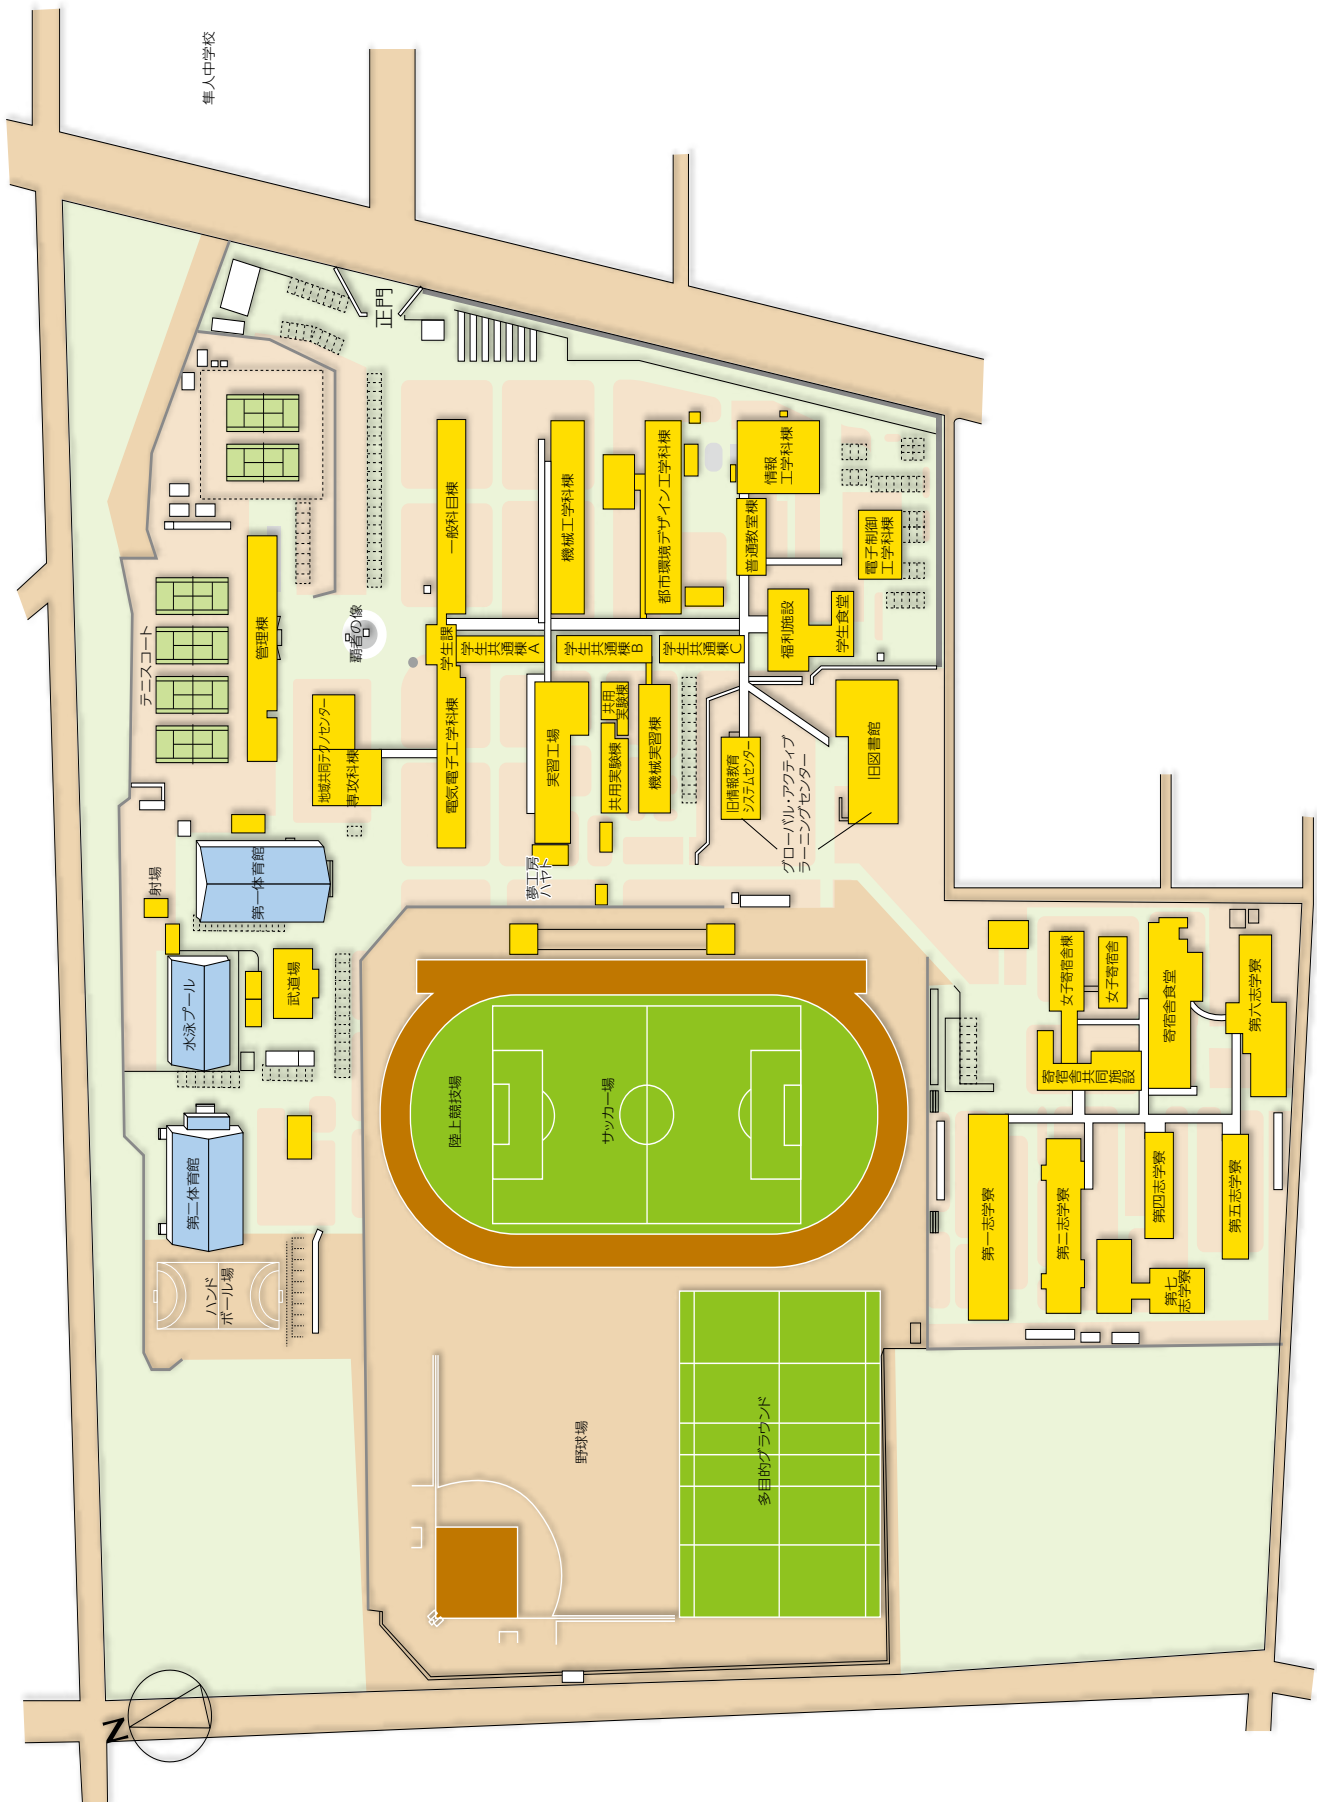 隼人中学校
正門
テニスコート
管理棟
覇者の像
一般科目棟
機械工学科棟
都市環境デザイン工学科棟
情報
工学科棟
普通教室棟
電子制御
工学科棟
学生課
学生共通棟A
学生共通棟B
学生共通棟C
福利施設
学生食堂
地域共同テクノセンター
専攻科棟
電気電子工学科棟
実習工場
共用
実験棟
共用実験棟
機械実習棟
旧情報教育
システムセンター
グローバル・アクティブ
ラーニングセンター
旧図書館
夢工房
ハヤト
第一体育館
射場
水泳プール
武道場
第二体育館
ハンド
ボール場
陸上競技場
サッカー場
野球場
多目的グラウンド
女子寄宿舎棟
女子寄宿舎
寄宿舎食堂
第六志学寮
寄宿舎共同施設
第一志学寮
第二志学寮
第四志学寮
第五志学寮
第七
志学寮
N